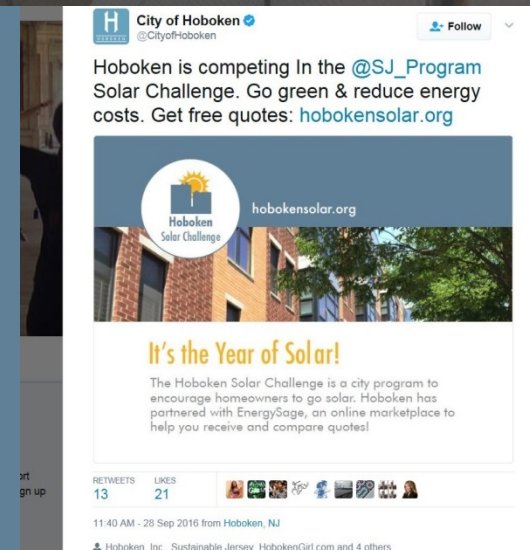 City of Hoboken
@CityofHoboken
Follow
Hoboken is competing In the @SJ_Program
Solar Challenge. Go green & reduce energy
costs. Get free quotes: hobokensolar.org
H
HOBOKEN
hobokensolar.org
Hoboken
Solar Challenge
It's the Year of Solar!
The Hoboken Solar Challenge is a city program to
encourage homeowners to go solar. Hoboken has
partnered with EnergySage, an online marketplace to
help you receive and compare quotes!
RETWEETS
13
LIKES
21
11:40 AM - 28 Sep 2016 from Hoboken, NJ
Hoboken, Inc., Sustainable Jersey, HobokenGirl.com and 4 others
ort
gn up